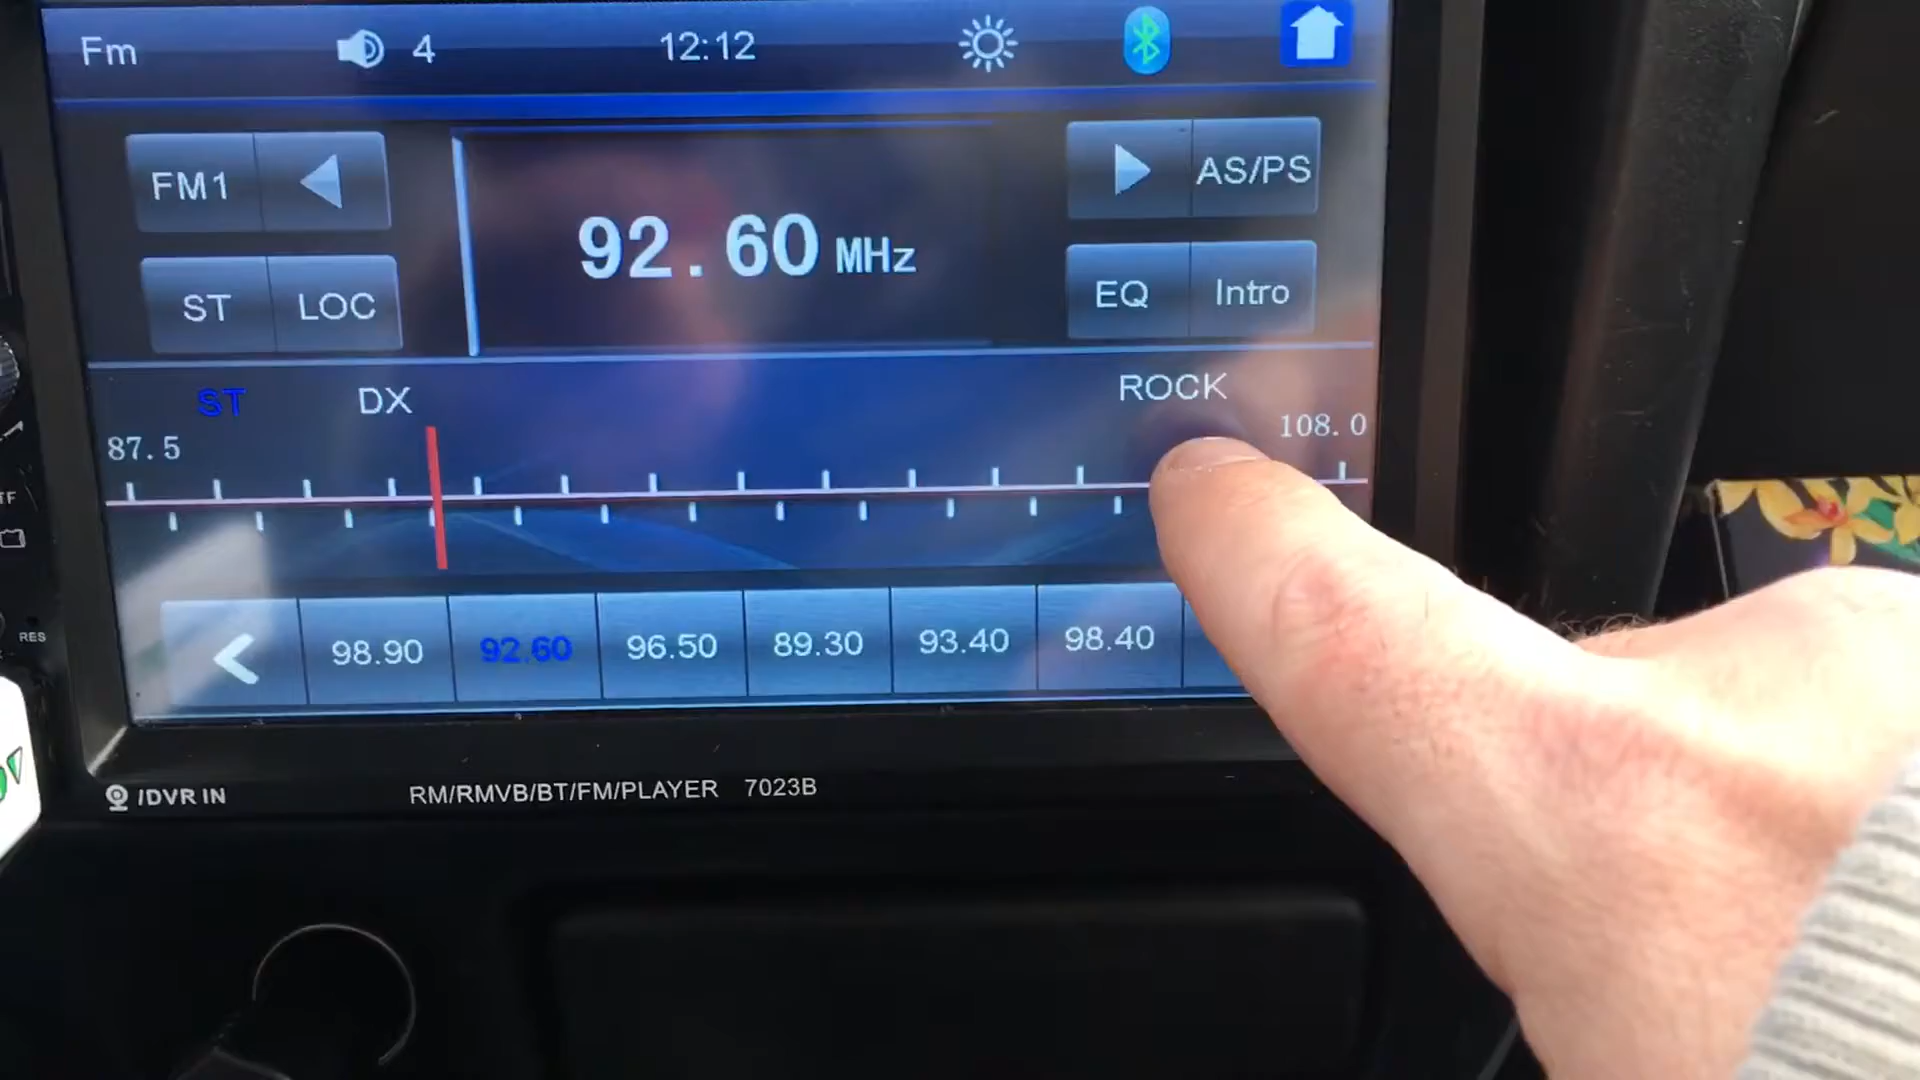 Fm 4 12:12
FM1 AS/PS
92.60 MHz
ST LOC EQ Intro
ST DX ROCK
87.5 108.0
98.90 92.60 96.50 89.30 93.40 98.40
RES
/DVR IN RM/RMVB/BT/FM/PLAYER 7023B